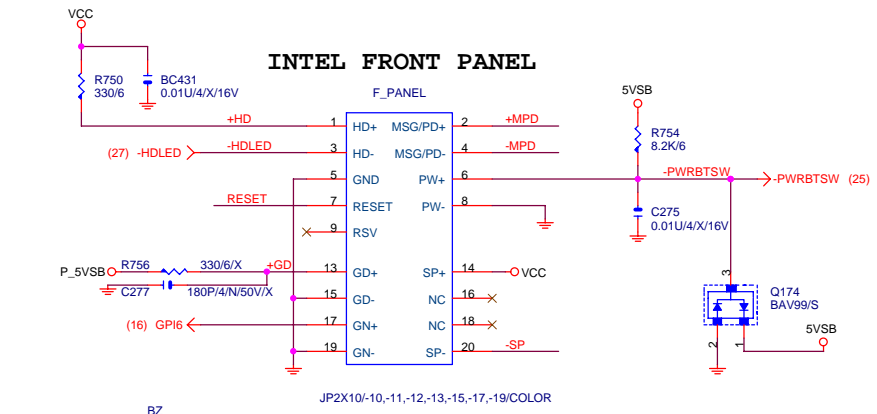 VCC
R750
330/6
BC431
0.01U/4/X/16V
INTEL FRONT PANEL
F_PANEL
5VSB
R754
8.2K/6
+HD 1 HD+ MSG/PD+ 2 +MPD
(27) -HDLED -HDLED 3 HD- MSG/PD- 4 -MPD
5 GND PW+ 6 -PWRBTSW -PWRBTSW (25)
RESET 7 RESET PW- 8
C275
0.01U/4/X/16V
9 RSV
P_5VSB R756 330/6/X +GD 13 GD+ SP+ 14 VCC
C277 180P/4/N/50V/X
15 GD- NC 16
(16) GPI6 17 GN+ NC 18
19 GN- SP- 20 -SP
3
Q174
BAV99/S
2
1
5VSB
JP2X10/-10,-11,-12,-13,-15,-17,-19/COLOR
BZ